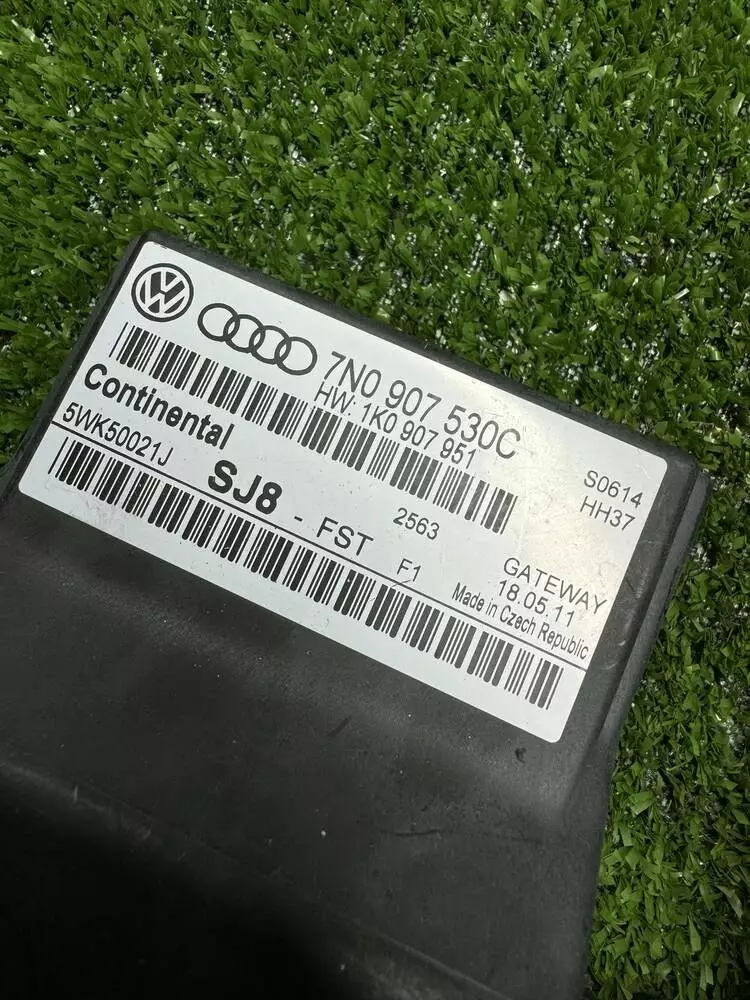 7N0 907 530C
HW: 1K0 907 951
S0614
HH37
Continental
5WK50021J
SJ8 - FST
2563
F1
GATEWAY
18.05.11
Made in Czech Republic